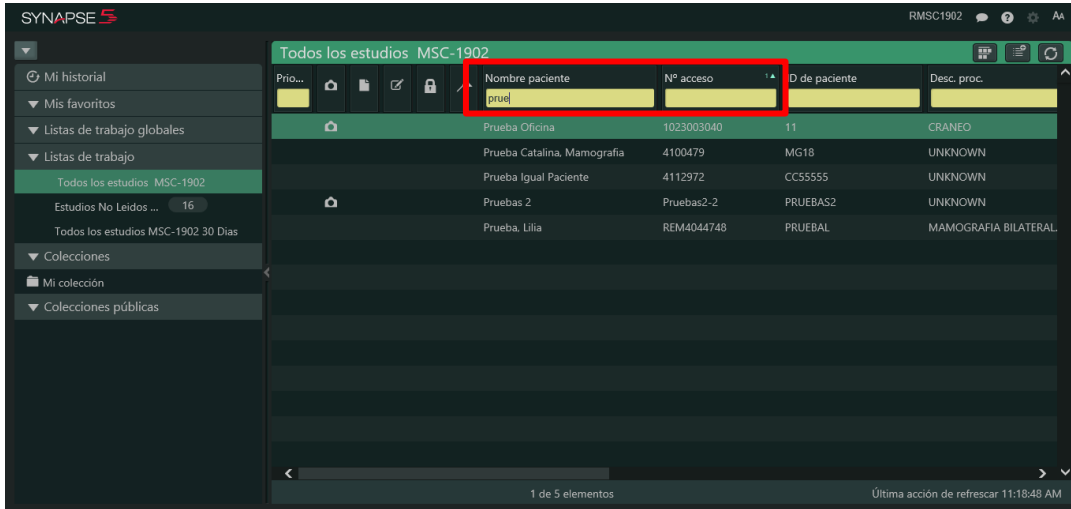 SYNAPSE 5
RMSC1902 AA
Todos los estudios MSC-1902
Mi historial
Mis favoritos
Listas de trabajo globales
Listas de trabajo
Todos los estudios MSC-1902
Estudios No Leidos ... 16
Todos los estudios MSC-1902 30 Dias
Colecciones
Mi colección
Colecciones públicas
Prio... Nombre paciente Nº acceso 1 ID de paciente Desc. proc.
prue
Prueba Oficina 1023003040 11 CRANEO
Prueba Catalina, Mamografia 4100479 MG18 UNKNOWN
Prueba Igual Paciente 4112972 CC55555 UNKNOWN
Pruebas 2 Pruebas2-2 PRUEBAS2 UNKNOWN
Prueba, Lilia REM4044748 PRUEBAL MAMOGRAFIA BILATERAL
1 de 5 elementos
Última acción de refrescar 11:18:48 AM